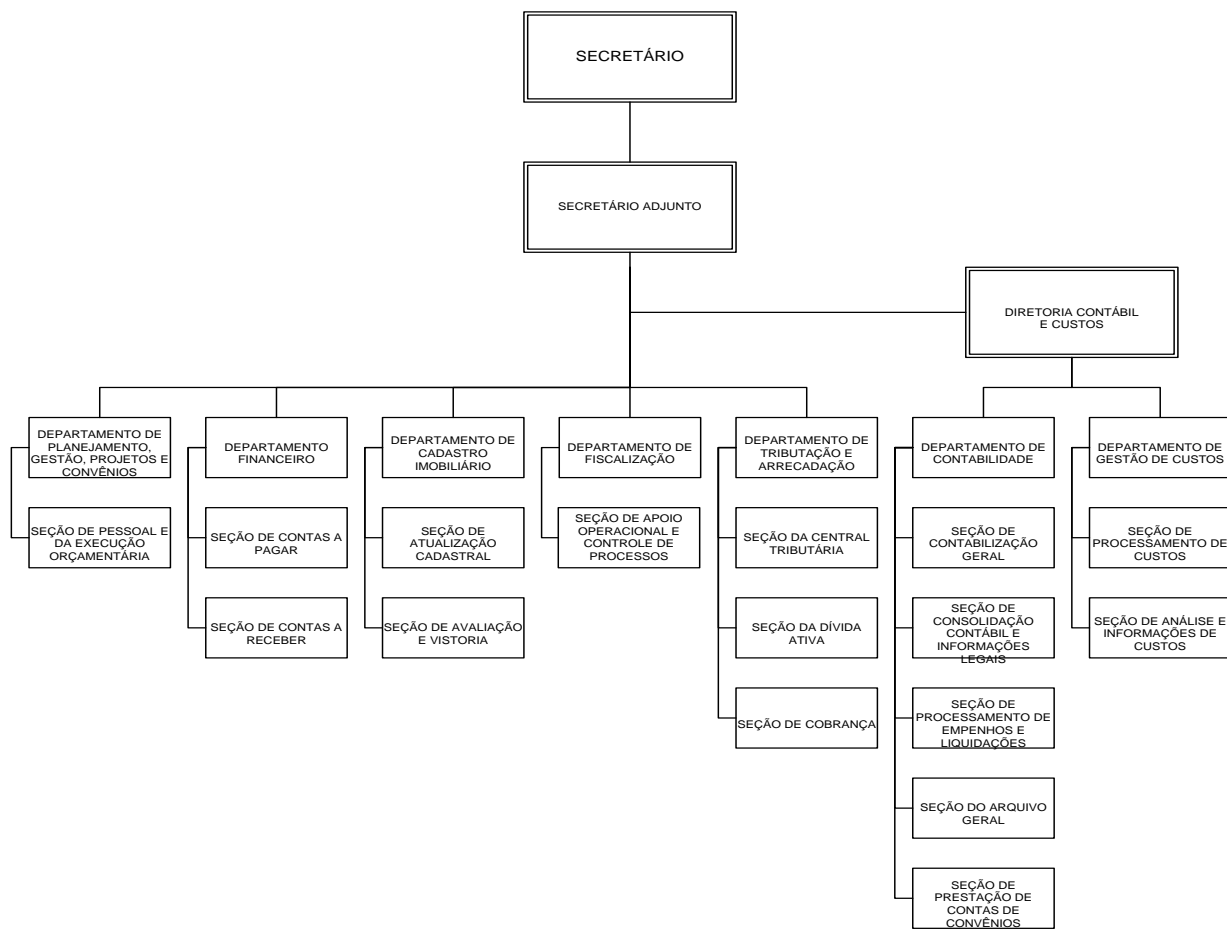 SECRETÁRIO
SECRETÁRIO ADJUNTO
DIRETORIA CONTÁBIL
E CUSTOS
DEPARTAMENTO DE
PLANEJAMENTO,
GESTÃO, PROJETOS E
CONVÊNIOS
DEPARTAMENTO
FINANCEIRO
DEPARTAMENTO DE
CADASTRO
IMOBILIÁRIO
DEPARTAMENTO DE
FISCALIZAÇÃO
DEPARTAMENTO DE
TRIBUTAÇÃO E
ARRECADAÇÃO
DEPARTAMENTO DE
CONTABILIDADE
DEPARTAMENTO DE
GESTÃO DE CUSTOS
SEÇÃO DE PESSOAL E
DA EXECUÇÃO
ORÇAMENTÁRIA
SEÇÃO DE CONTAS A
PAGAR
SEÇÃO DE
ATUALIZAÇÃO
CADASTRAL
SEÇÃO DE APOIO
OPERACIONAL E
CONTROLE DE
PROCESSOS
SEÇÃO DA CENTRAL
TRIBUTÁRIA
SEÇÃO DE
CONTABILIZAÇÃO
GERAL
SEÇÃO DE
PROCESSAMENTO DE
CUSTOS
SEÇÃO DE CONTAS A
RECEBER
SEÇÃO DE AVALIAÇÃO
E VISTORIA
SEÇÃO DA DÍVIDA
ATIVA
SEÇÃO DE
CONSOLIDAÇÃO
CONTÁBIL E
INFORMAÇÕES
LEGAIS
SEÇÃO DE ANÁLISE E
INFORMAÇÕES DE
CUSTOS
SEÇÃO DE COBRANÇA
SEÇÃO DE
PROCESSAMENTO DE
EMPENHOS E
LIQUIDAÇÕES
SEÇÃO DO ARQUIVO
GERAL
SEÇÃO DE
PRESTAÇÃO DE
CONTAS DE
CONVÊNIOS